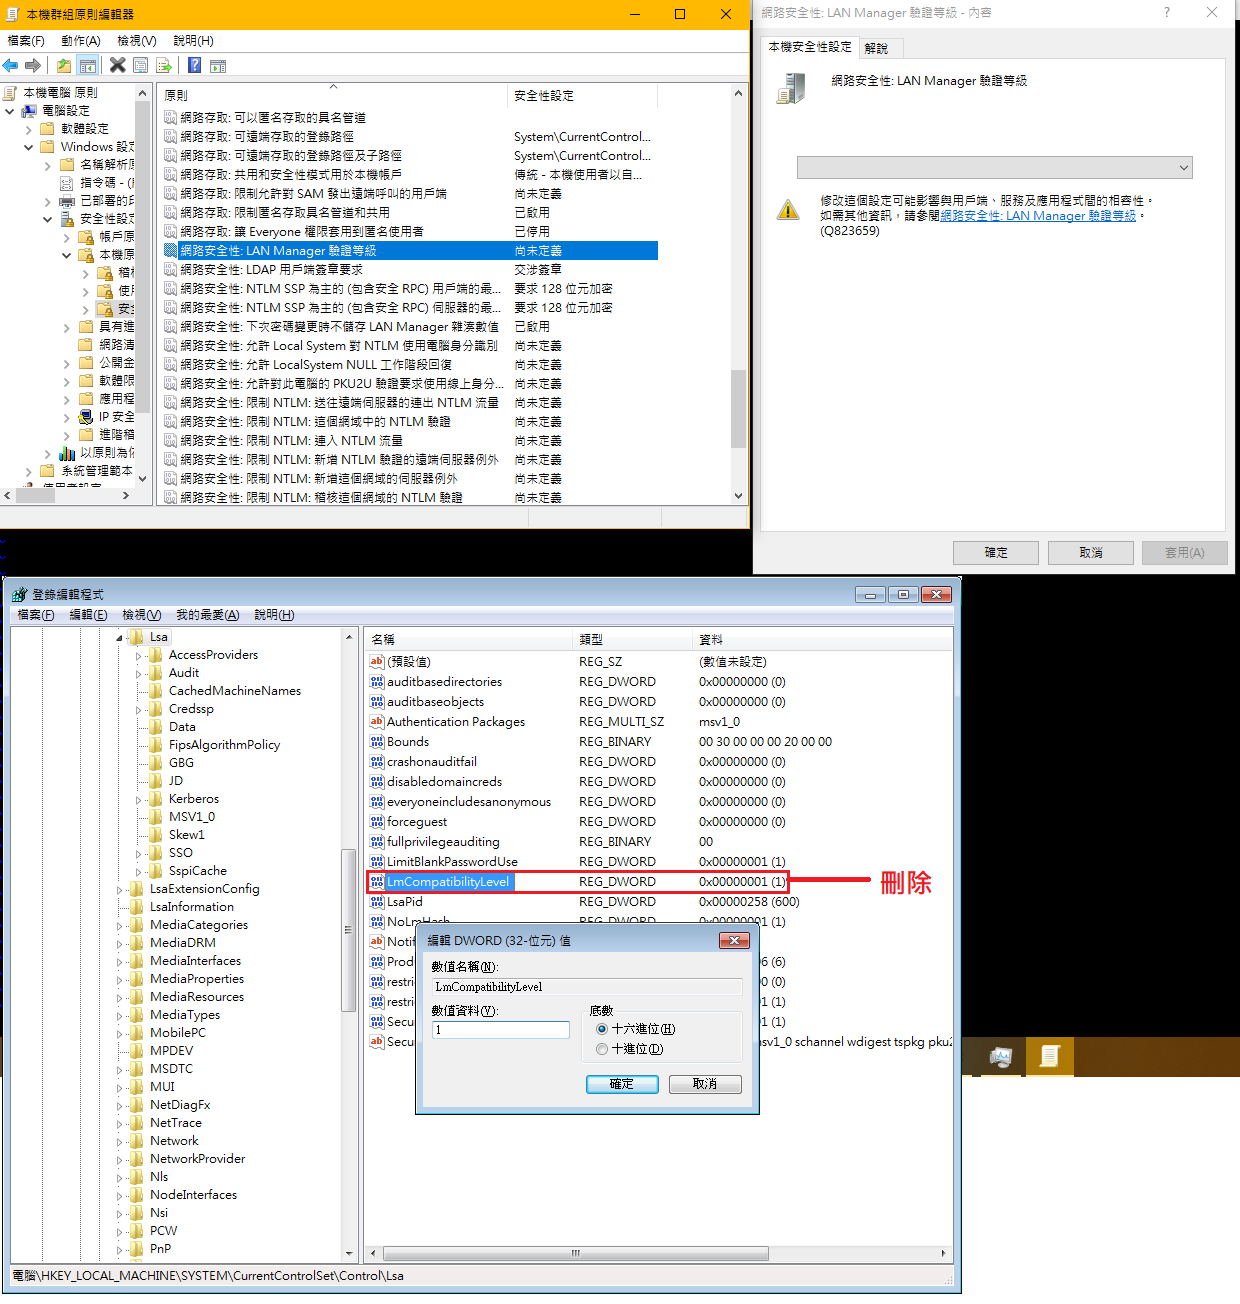 本機群組原則編輯器
檔案(F) 動作(A) 檢視(V) 說明(H)
本機電腦 原則
電腦設定
軟體設定
Windows 設定
名稱解析原
指令碼 - (
已部署的印
安全性設定
帳戶原
本機原
稽核
使用
安全
具有進
網路清
公開金
軟體限
應用程
IP 安全
進階稽
以原則為依
系統管理範本
原則 安全性設定
網路存取: 可以匿名存取的具名管道
網路存取: 可遠端存取的登錄路徑 System\CurrentControl...
網路存取: 可遠端存取的登錄路徑及子路徑 System\CurrentControl...
網路存取: 共用和安全性模式用於本機帳戶 傳統 - 本機使用者以自...
網路存取: 限制允許對 SAM 發出遠端呼叫的用戶端 尚未定義
網路存取: 限制匿名存取具名管道和共用 已啟用
網路存取: 讓 Everyone 權限套用到匿名使用者 已停用
網路安全性: LAN Manager 驗證等級 尚未定義
網路安全性: LDAP 用戶端簽章要求 交涉簽章
網路安全性: NTLM SSP 為主的 (包含安全 RPC) 用戶端的最... 要求 128 位元加密
網路安全性: NTLM SSP 為主的 (包含安全 RPC) 伺服器的最... 要求 128 位元加密
網路安全性: 下次密碼變更時不儲存 LAN Manager 雜湊數值 已啟用
網路安全性: 允許 Local System 對 NTLM 使用電腦身分識別 尚未定義
網路安全性: 允許 LocalSystem NULL 工作階段回復 尚未定義
網路安全性: 允許對此電腦的 PKU2U 驗證要求使用線上身分... 尚未定義
網路安全性: 限制 NTLM: 送往遠端伺服器的連出 NTLM 流量 尚未定義
網路安全性: 限制 NTLM: 這個網域中的 NTLM 驗證 尚未定義
網路安全性: 限制 NTLM: 連入 NTLM 流量 尚未定義
網路安全性: 限制 NTLM: 新增 NTLM 驗證的遠端伺服器例外 尚未定義
網路安全性: 限制 NTLM: 新增這個網域的伺服器例外 尚未定義
網路安全性: 限制 NTLM: 稽核這個網域的 NTLM 驗證 尚未定義
網路安全性: LAN Manager 驗證等級 - 內容
本機安全性設定 解說
網路安全性: LAN Manager 驗證等級
修改這個設定可能影響與用戶端、服務及應用程式間的相容性。
如需其他資訊，請參閱網路安全性: LAN Manager 驗證等級。
(Q823659)
確定 取消 套用(A)
登錄編輯程式
檔案(F) 編輯(E) 檢視(V) 我的最愛(A) 說明(H)
Lsa
AccessProviders
Audit
CachedMachineNames
Credssp
Data
FipsAlgorithmPolicy
GBG
JD
Kerberos
MSV1_0
Skew1
SSO
SspiCache
LsaExtensionConfig
LsaInformation
MediaCategories
MediaDRM
MediaInterfaces
MediaProperties
MediaResources
MediaTypes
MobilePC
MPDEV
MSDTC
MUI
NetDiagFx
NetTrace
Network
NetworkProvider
Nls
NodeInterfaces
Nsi
PCW
PnP
名稱 類型 資料
(預設值) REG_SZ (數值未設定)
auditbasedirectories REG_DWORD 0x00000000 (0)
auditbaseobjects REG_DWORD 0x00000000 (0)
Authentication Packages REG_MULTI_SZ msv1_0
Bounds REG_BINARY 00 30 00 00 00 20 00 00
crashonauditfail REG_DWORD 0x00000000 (0)
disabledomaincreds REG_DWORD 0x00000000 (0)
everyoneincludesanonymous REG_DWORD 0x00000000 (0)
forceguest REG_DWORD 0x00000000 (0)
fullprivilegeauditing REG_BINARY 00
LimitBlankPasswordUse REG_DWORD 0x00000001 (1)
LmCompatibilityLevel REG_DWORD 0x00000001 (1) 刪除
LsaPid REG_DWORD 0x00000258 (600)
NoLmHash REG_DWORD 0x00000001 (1)
Notif
Prod 6 (6)
restric 0 (0)
restric 1 (1)
Secu 1 (1)
Secu sv1_0 schannel wdigest tspkg pku2
編輯 DWORD (32-位元) 值
數值名稱(N):
LmCompatibilityLevel
數值資料(V):
1
底數
十六進位(H)
十進位(D)
確定 取消
電腦\HKEY_LOCAL_MACHINE\SYSTEM\CurrentControlSet\Control\Lsa